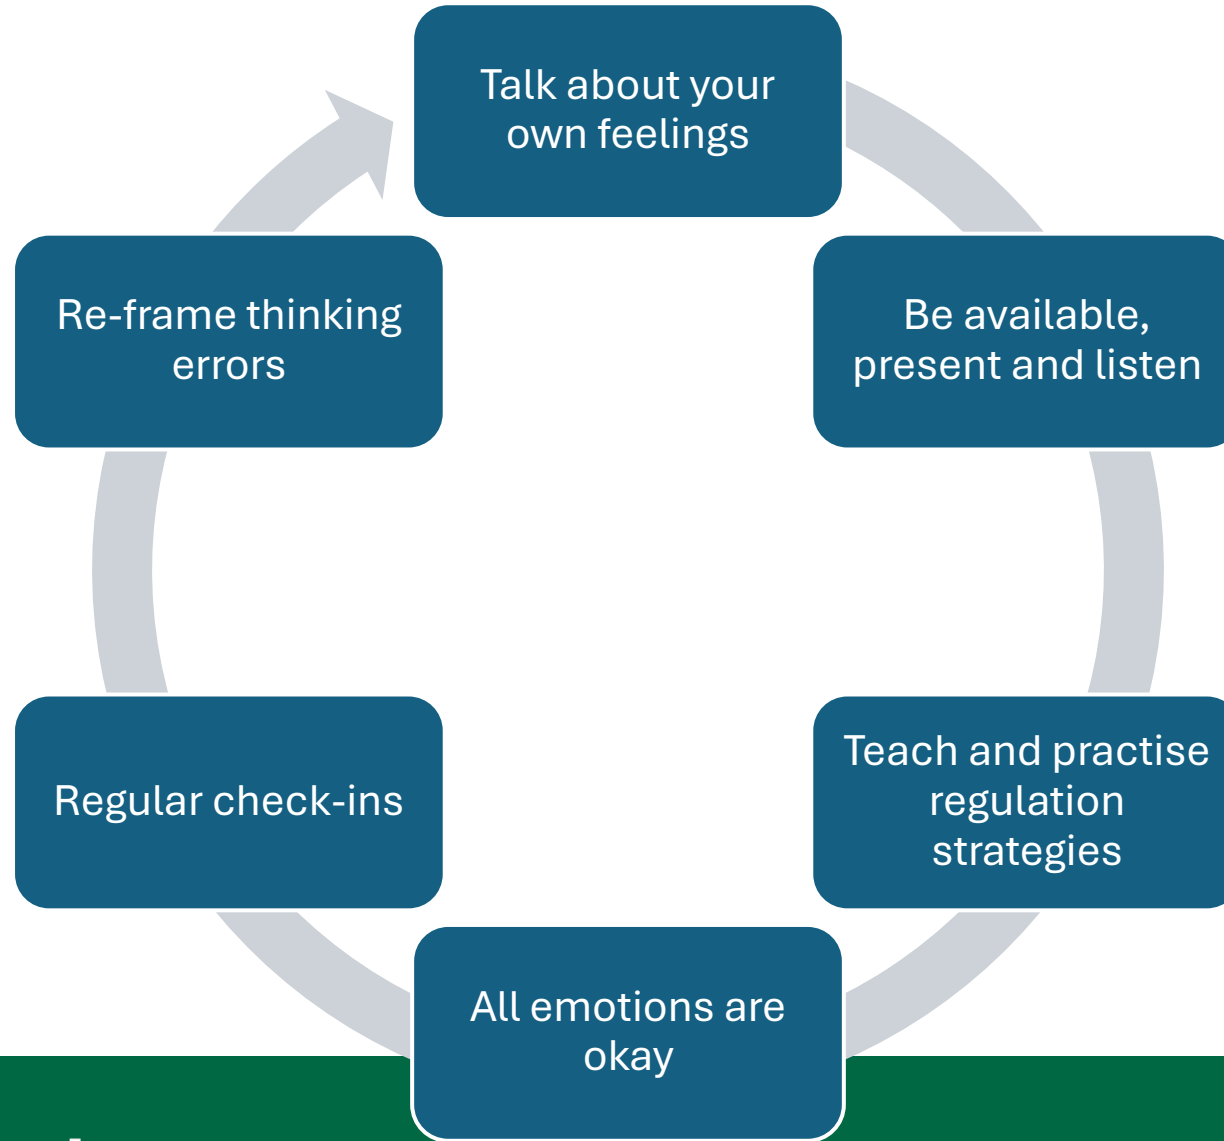 Talk about your
own feelings
Be available,
present and listen
Teach and practise
regulation
strategies
All emotions are
okay
Regular check-ins
Re-frame thinking
errors